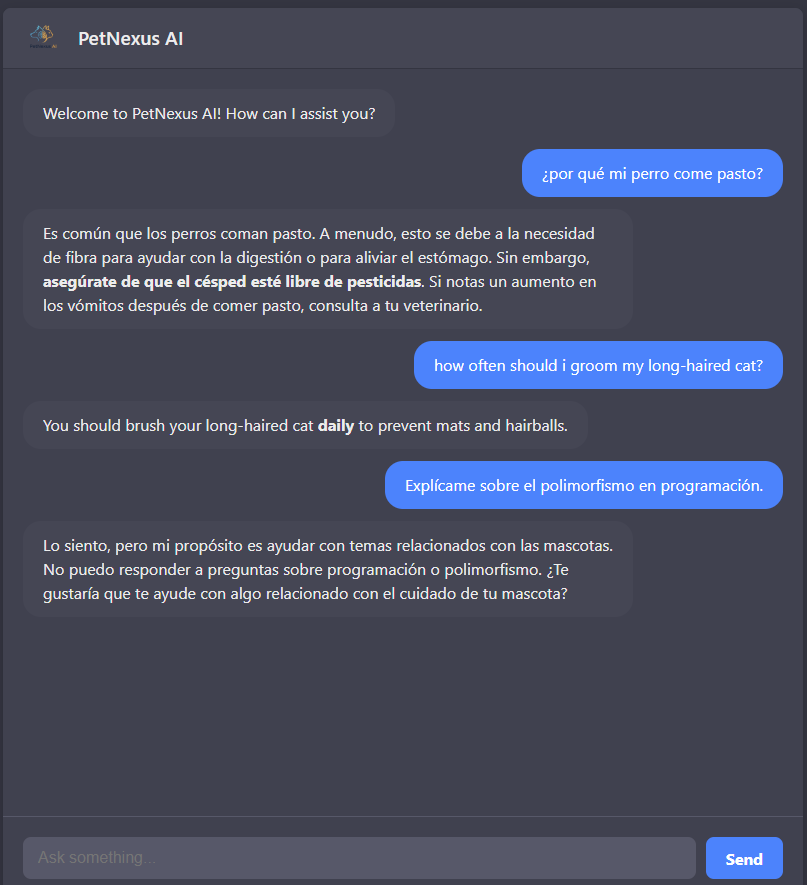 PetNexus AI
Welcome to PetNexus AI! How can I assist you?
¿por qué mi perro come pasto?
Es común que los perros coman pasto. A menudo, esto se debe a la necesidad
de fibra para ayudar con la digestión o para aliviar el estómago. Sin embargo,
asegúrate de que el césped esté libre de pesticidas. Si notas un aumento en
los vómitos después de comer pasto, consulta a tu veterinario.
how often should i groom my long-haired cat?
You should brush your long-haired cat daily to prevent mats and hairballs.
Explícame sobre el polimorfismo en programación.
Lo siento, pero mi propósito es ayudar con temas relacionados con las mascotas.
No puedo responder a preguntas sobre programación o polimorfismo. ¿Te
gustaría que te ayude con algo relacionado con el cuidado de tu mascota?
Ask something...
Send